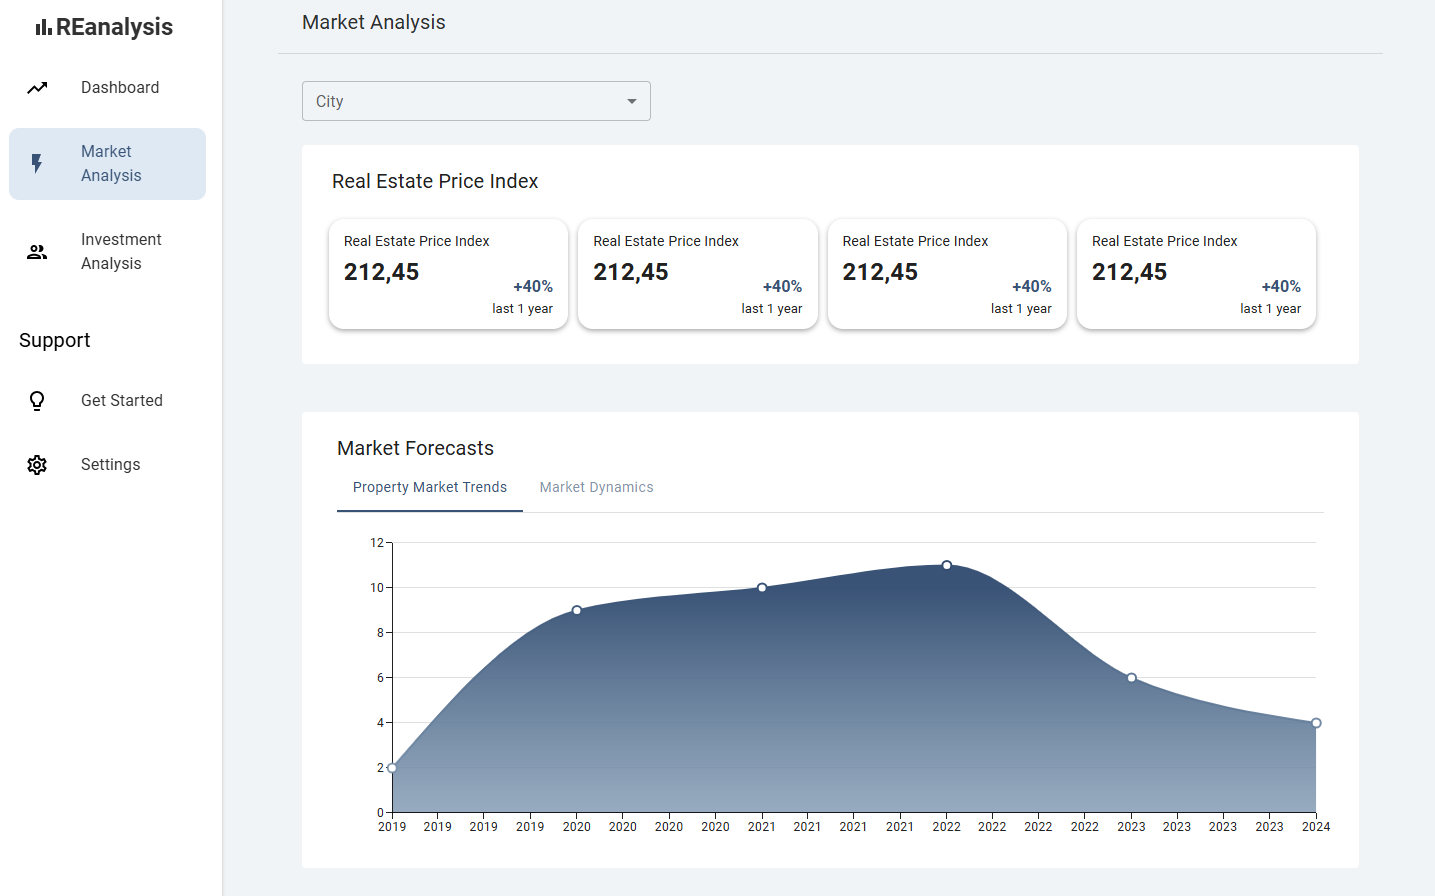 REanalysis
Dashboard
Market
Analysis
Investment
Analysis
Support
Get Started
Settings
Market Analysis
City
Real Estate Price Index
Real Estate Price Index
212,45
+40%
last 1 year
Real Estate Price Index
212,45
+40%
last 1 year
Real Estate Price Index
212,45
+40%
last 1 year
Real Estate Price Index
212,45
+40%
last 1 year
Market Forecasts
Property Market Trends Market Dynamics
12
10
8
6
4
2
0
2019 2019 2019 2019 2020 2020 2020 2020 2021 2021 2021 2021 2022 2022 2022 2022 2023 2023 2023 2023 2024